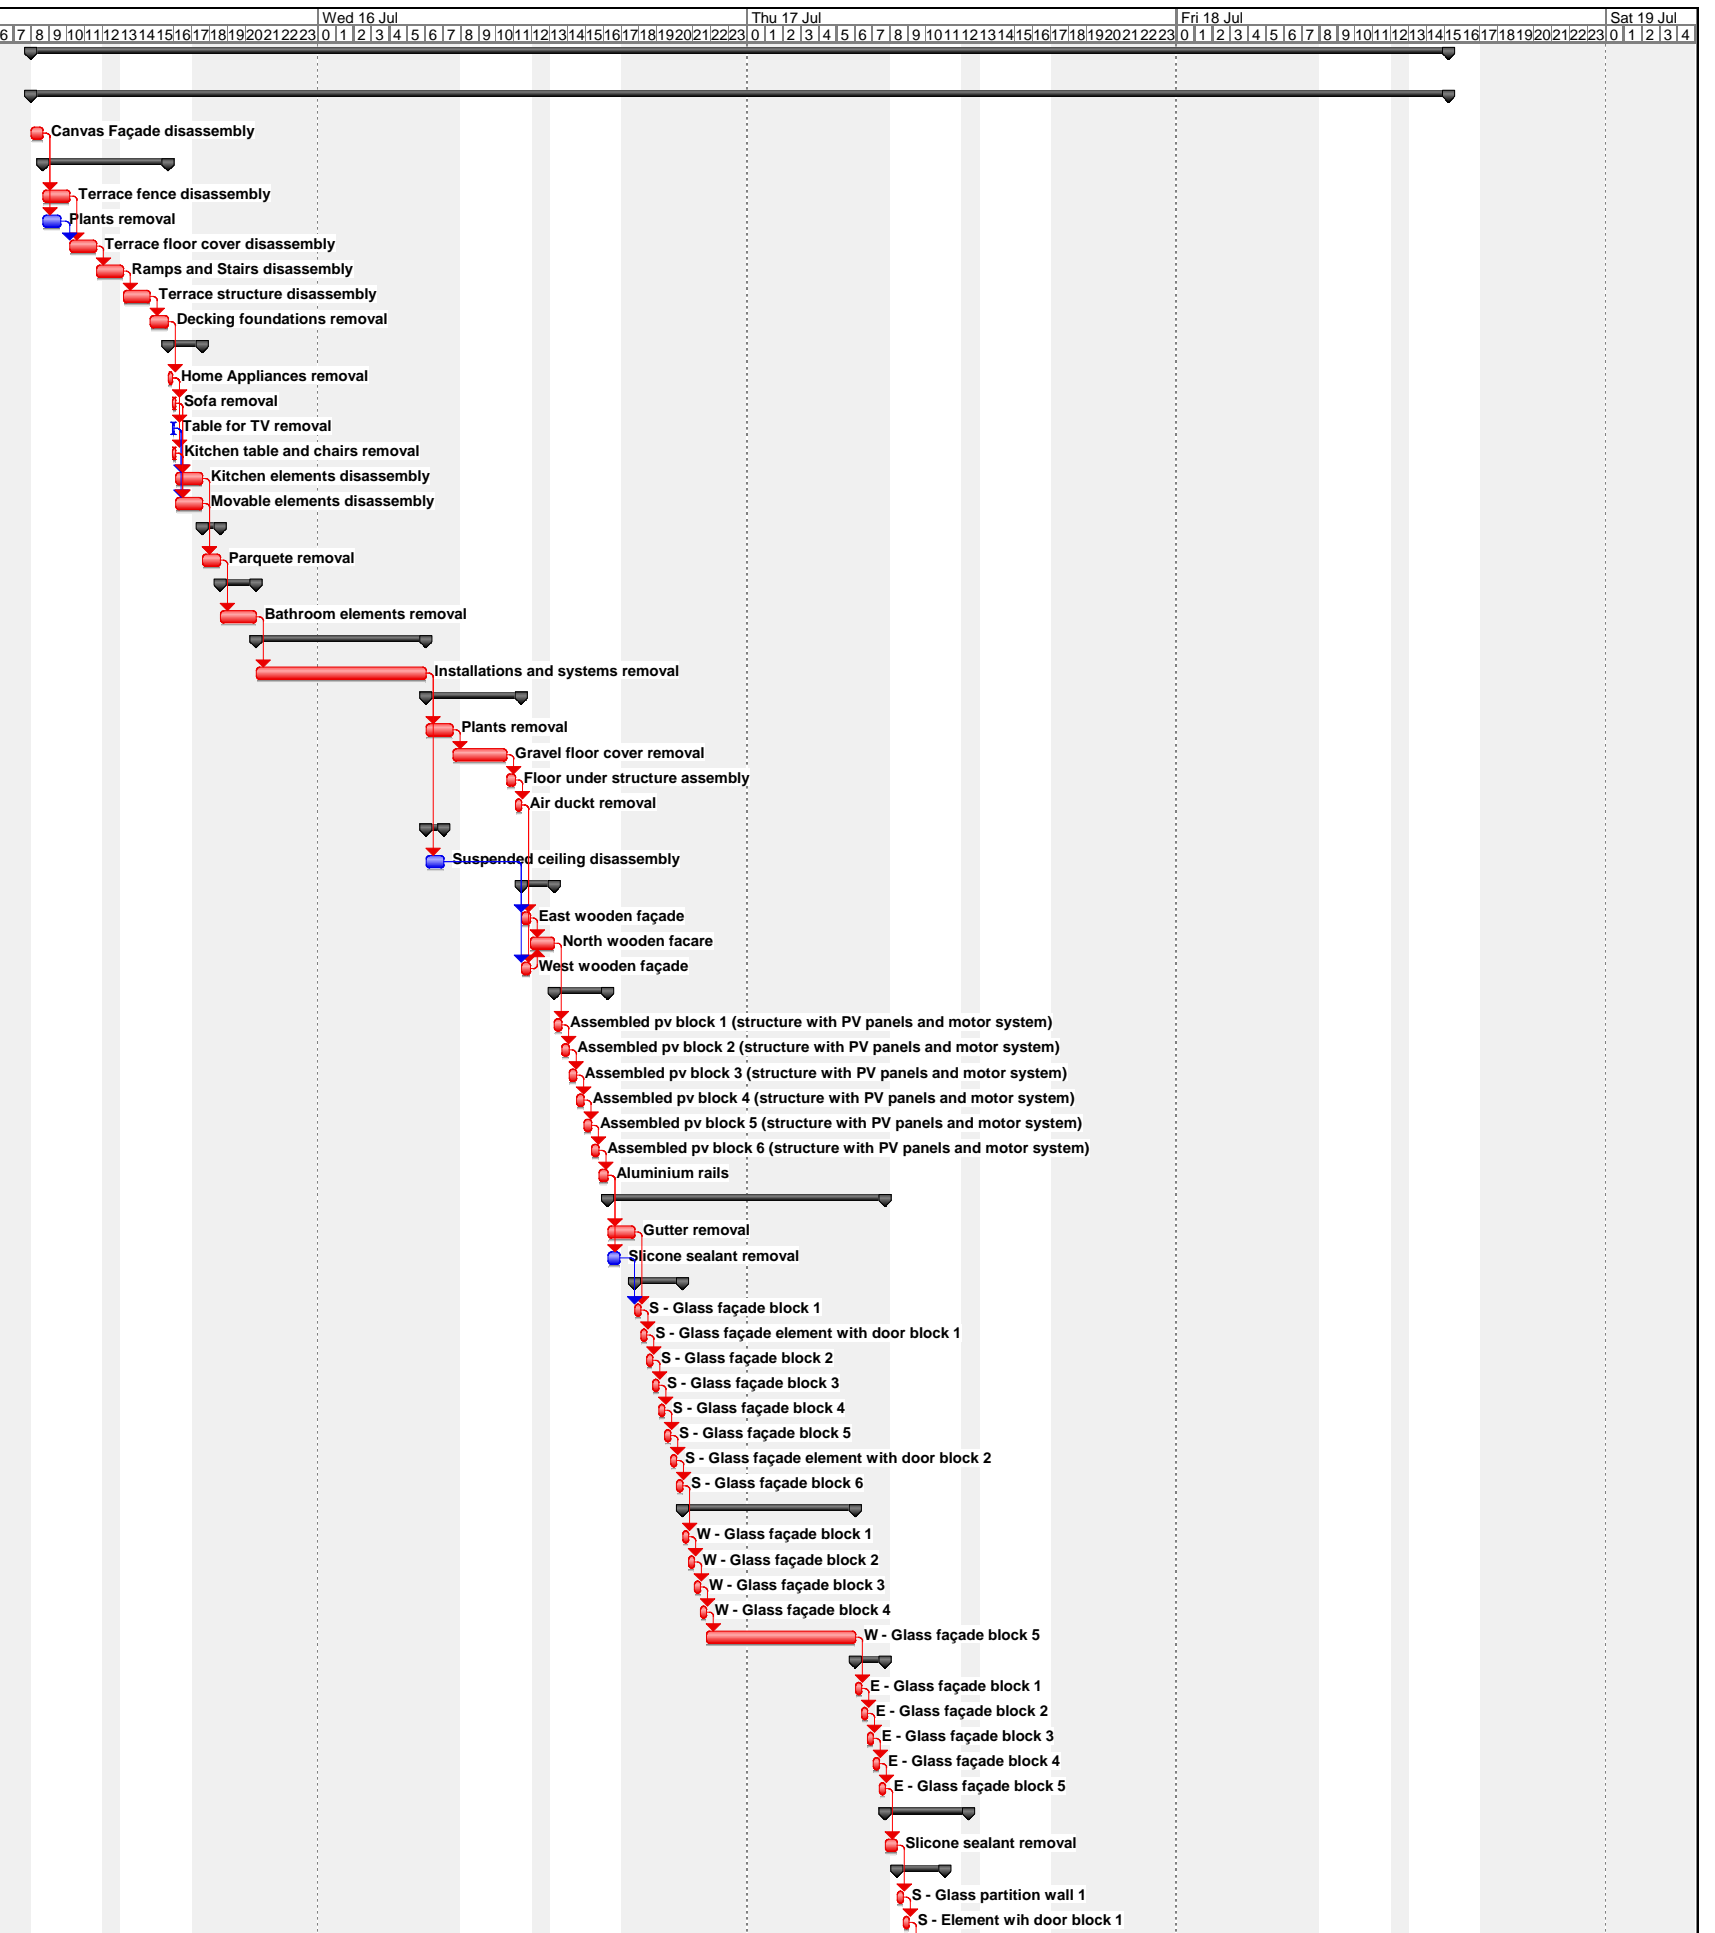 Wed 16 Jul Thu 17 Jul Fri 18 Jul Sat 19 Jul
6 7 8 9 10 11 12 13 14 15 16 17 18 19 20 21 22 23 0 1 2 3 4 5 6 7 8 9 10 11 12 13 14 15 16 17 18 19 20 21 22 23 0 1 2 3 4 5 6 7 8 9 10 11 12 13 14 15 16 17 18 19 20 21 22 23 0 1 2 3 4 5 6 7 8 9 10 11 12 13 14 15 16 17 18 19 20 21 22 23 0 1 2 3 4
Canvas Façade disassembly
Terrace fence disassembly
Plants removal
Terrace floor cover disassembly
Ramps and Stairs disassembly
Terrace structure disassembly
Decking foundations removal
Home Appliances removal
Sofa removal
Table for TV removal
Kitchen table and chairs removal
Kitchen elements disassembly
Movable elements disassembly
Parquete removal
Bathroom elements removal
Installations and systems removal
Plants removal
Gravel floor cover removal
Floor under structure assembly
Air duckt removal
Suspended ceiling disassembly
East wooden façade
North wooden facare
West wooden façade
Assembled pv block 1 (structure with PV panels and motor system)
Assembled pv block 2 (structure with PV panels and motor system)
Assembled pv block 3 (structure with PV panels and motor system)
Assembled pv block 4 (structure with PV panels and motor system)
Assembled pv block 5 (structure with PV panels and motor system)
Assembled pv block 6 (structure with PV panels and motor system)
Aluminium rails
Gutter removal
Slicone sealant removal
S - Glass façade block 1
S - Glass façade element with door block 1
S - Glass façade block 2
S - Glass façade block 3
S - Glass façade block 4
S - Glass façade block 5
S - Glass façade element with door block 2
S - Glass façade block 6
W - Glass façade block 1
W - Glass façade block 2
W - Glass façade block 3
W - Glass façade block 4
W - Glass façade block 5
E - Glass façade block 1
E - Glass façade block 2
E - Glass façade block 3
E - Glass façade block 4
E - Glass façade block 5
Slicone sealant removal
S - Glass partition wall 1
S - Element wih door block 1